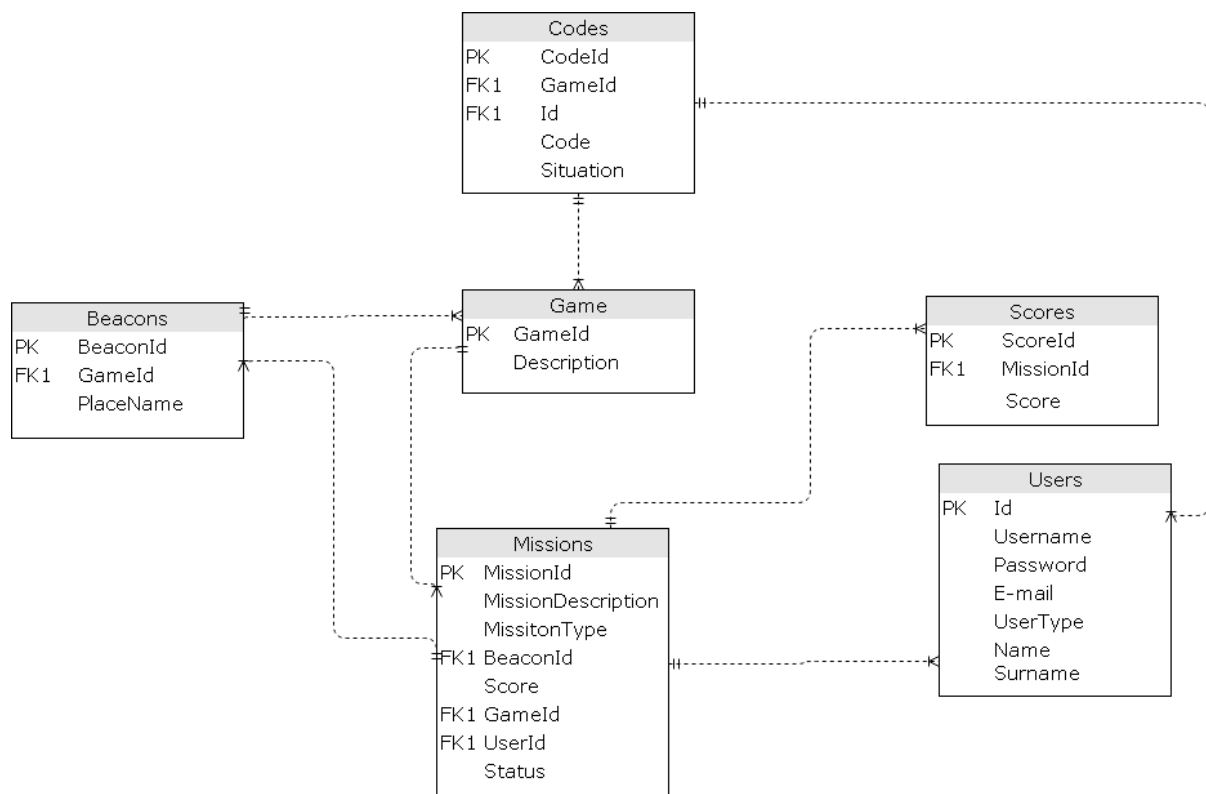 Codes
PK CodeId
FK1 GameId
FK1 Id
Code
Situation
Beacons
PK BeaconId
FK1 GameId
PlaceName
Game
PK GameId
Description
Scores
PK ScoreId
FK1 MissionId
Score
Missions
PK MissionId
MissionDescription
MissitonType
FK1 BeaconId
Score
FK1 GameId
FK1 UserId
Status
Users
PK Id
Username
Password
E-mail
UserType
Name
Surname